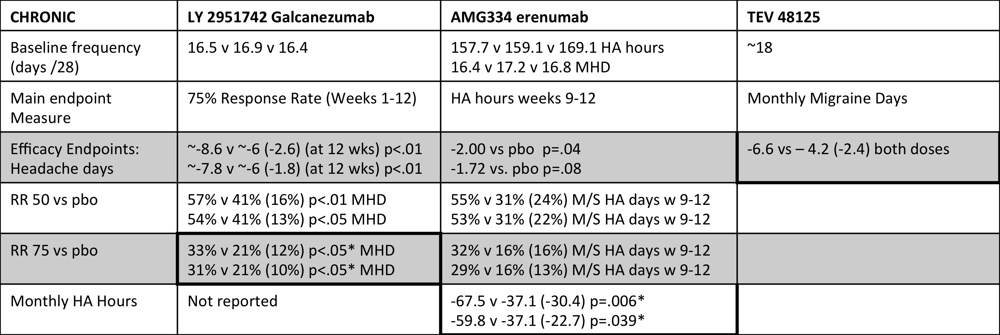 CHRONIC
LY 2951742 Galcanezumab
AMG334 erenumab
TEV 48125
Baseline frequency
(days /28)
16.5 v 16.9 v 16.4
157.7 v 159.1 v 169.1 HA hours
16.4 v 17.2 v 16.8 MHD
~18
Main endpoint
Measure
75% Response Rate (Weeks 1-12)
HA hours weeks 9-12
Monthly Migraine Days
Efficacy Endpoints:
Headache days
~-8.6 v ~-6 (-2.6) (at 12 wks) p<.01
~-7.8 v ~-6 (-1.8) (at 12 wks) p<.01
-2.00 vs pbo  p=.04
-1.72 vs. pbo p=.08
-6.6 vs – 4.2 (-2.4) both doses
RR 50 vs pbo
57% v 41% (16%) p<.01 MHD
54% v 41% (13%) p<.05 MHD
55% v 31% (24%) M/S HA days w 9-12
53% v 31% (22%) M/S HA days w 9-12
RR 75 vs pbo
33% v 21% (12%) p<.05* MHD
31% v 21% (10%) p<.05* MHD
32% v 16% (16%) M/S HA days w 9-12
29% v 16% (13%) M/S HA days w 9-12
Monthly HA Hours
Not reported
-67.5 v -37.1 (-30.4) p=.006*
-59.8 v -37.1 (-22.7) p=.039*